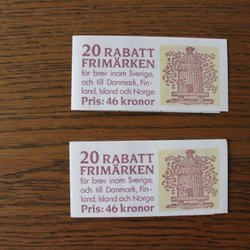 20 RABATT
FRIMÄRKEN
för brev inom Sverige,
och till Danmark, Fin-
land, Island och Norge.
Pris: 46 kronor
20 RABATT
FRIMÄRKEN
för brev inom Sverige,
och till Danmark, Fin-
land, Island och Norge.
Pris: 46 kronor